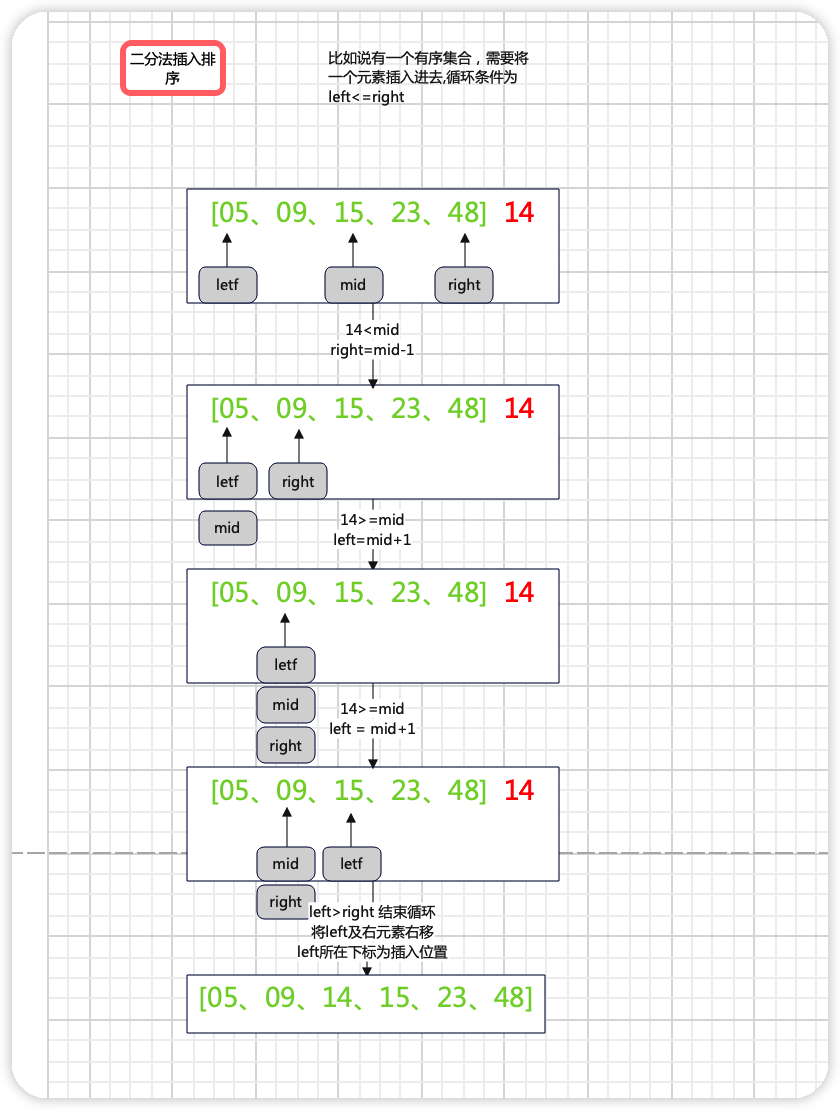 二分法插入排
序
比如说有一个有序集合，需要将
一个元素插入进去,循环条件为
left<=right
[05、09、15、23、48] 14
letf mid right
14<mid
right=mid-1
[05、09、15、23、48] 14
letf right
mid
14>=mid
left=mid+1
[05、09、15、23、48] 14
letf
mid
right
14>=mid
left = mid+1
[05、09、15、23、48] 14
mid letf
right
left>right 结束循环
将left及右元素右移
left所在下标为插入位置
[05、09、14、15、23、48]